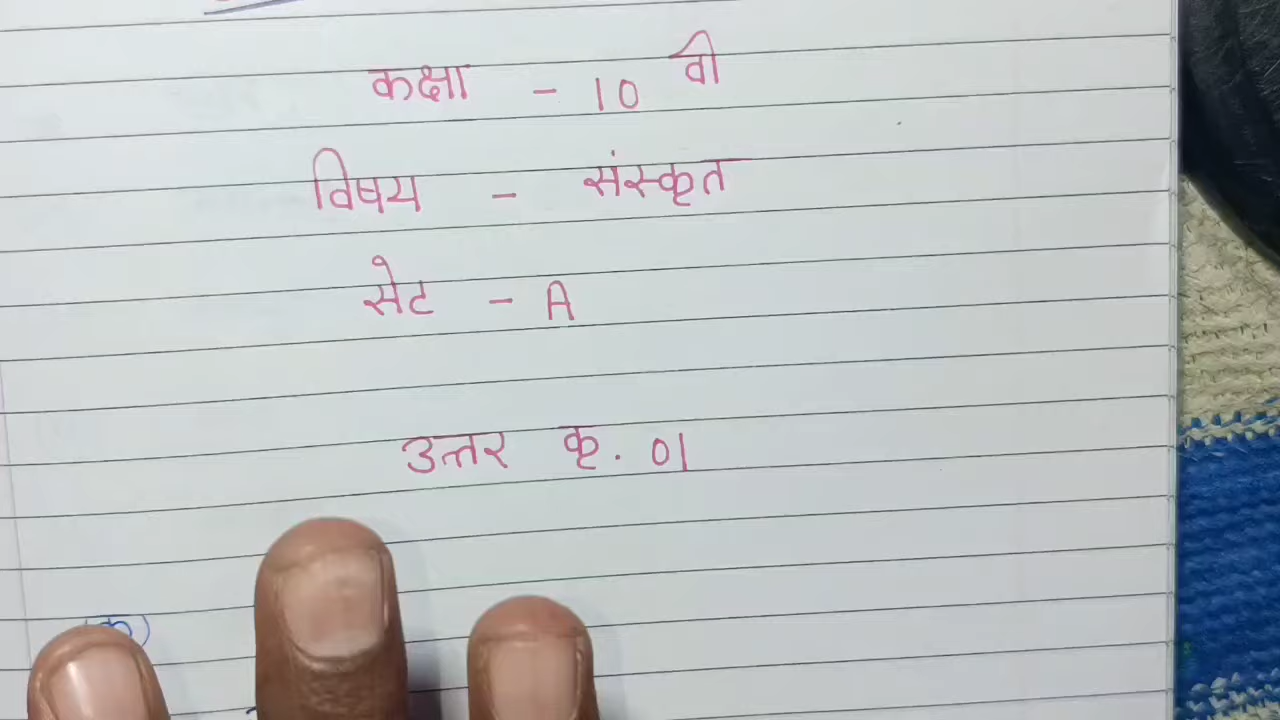 कक्षा - 10 वी
विषय - संस्कृत
सेट - A
उत्तर कृ. 01